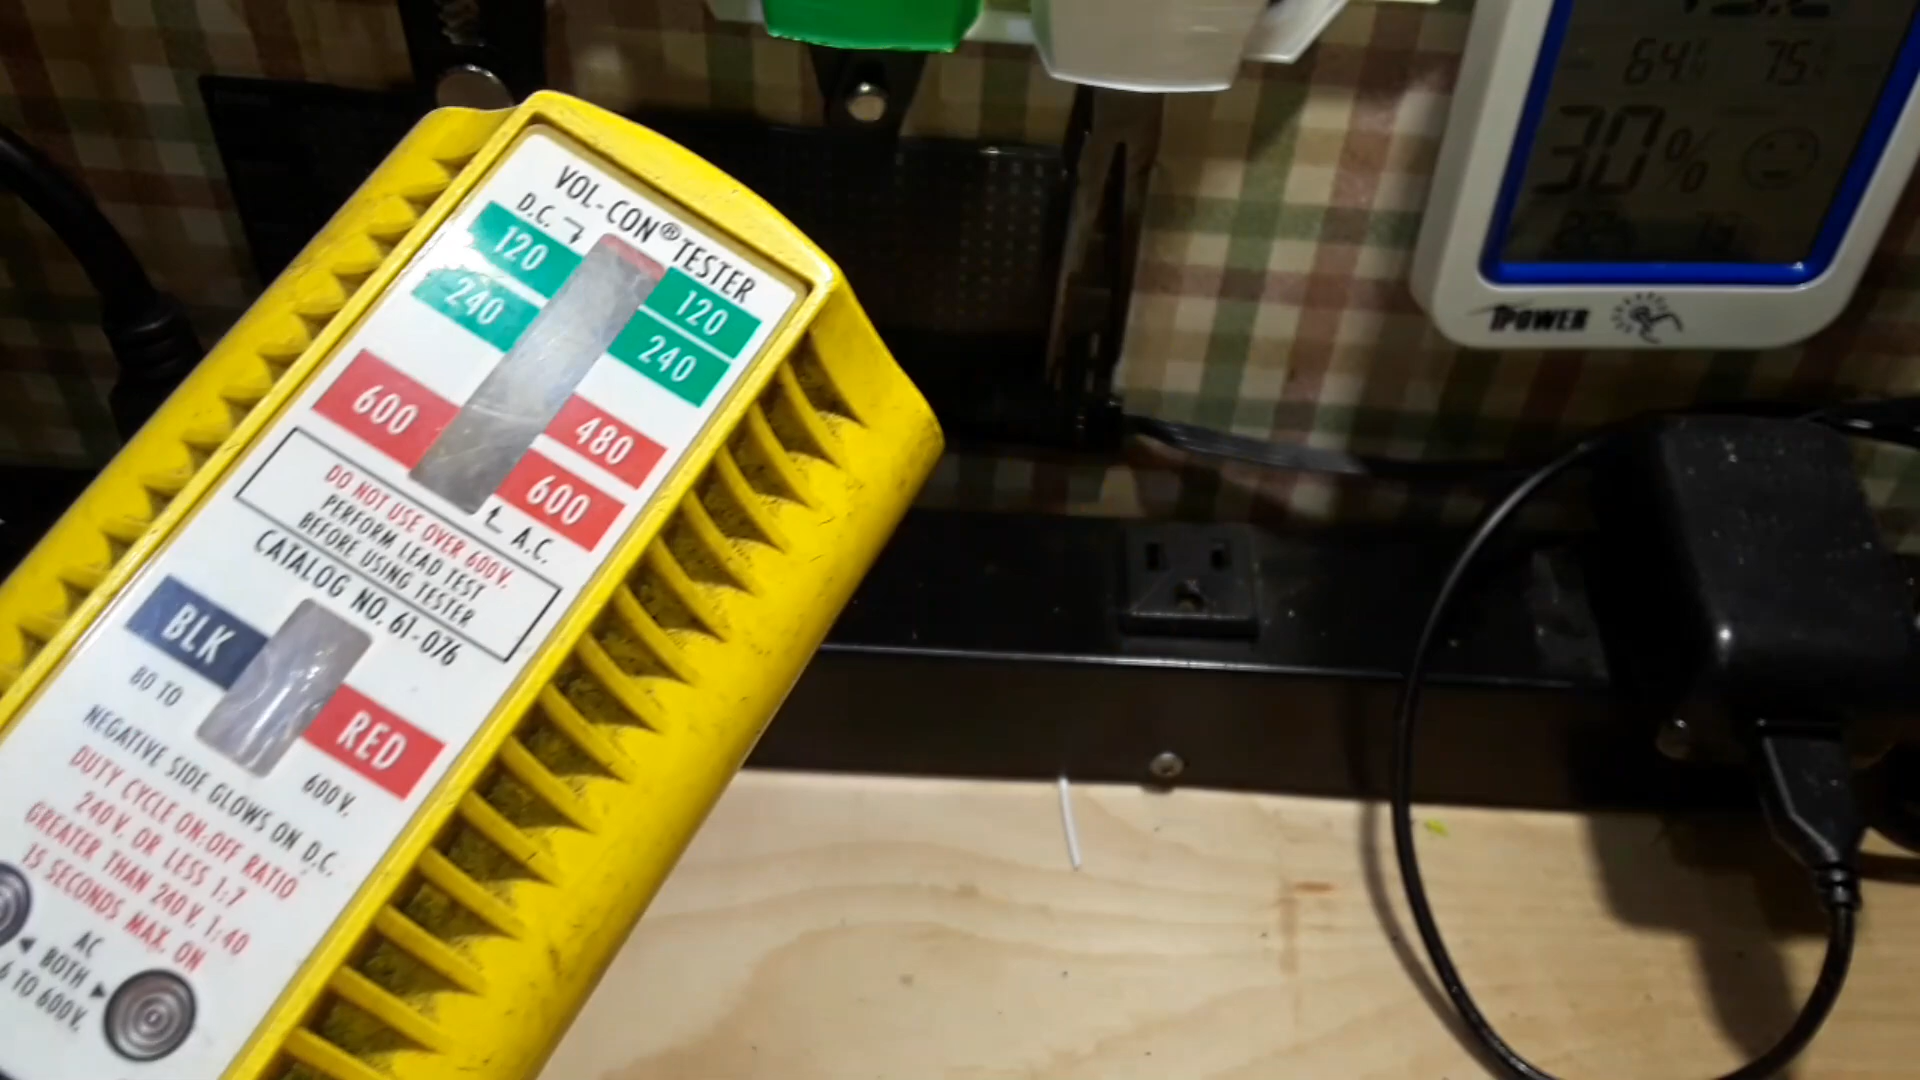 VOL-CON® TESTER
D.C.
120
240
600
120
240
480
600
A.C.
DO NOT USE OVER 600V.
PERFORM LEAD TEST
BEFORE USING TESTER
CATALOG NO. 61-076
BLK
RED
80 TO
600V.
NEGATIVE SIDE GLOWS ON D.C.
DUTY CYCLE ON:OFF RATIO
240V. OR LESS 1:7
GREATER THAN 240V. 1:40
15 SECONDS MAX. ON
AC
BOTH
TO 600V.
64
75
30%
iPOWER